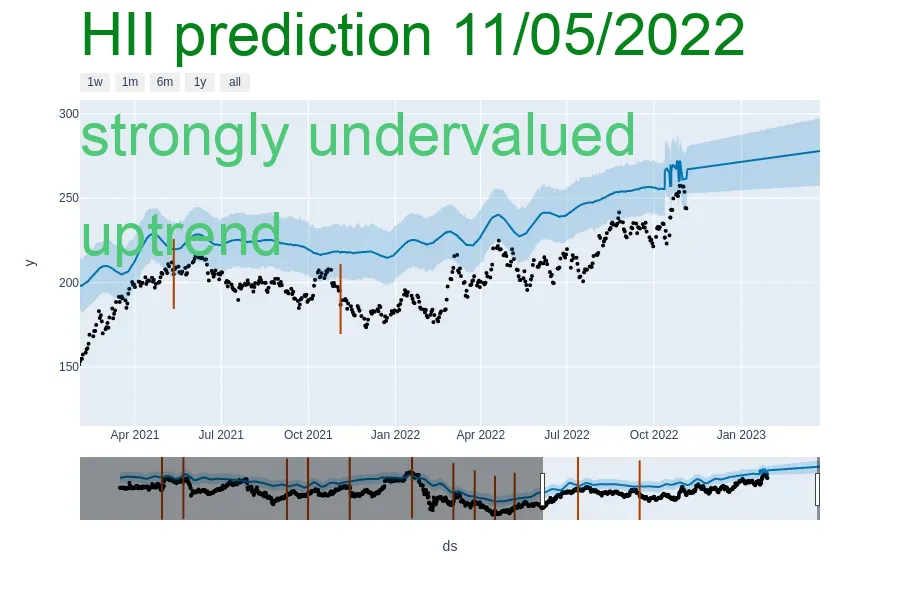 HII prediction 11/05/2022
1w 1m 6m 1y all
strongly undervalued
uptrend
300
250
200
150
y
Apr 2021 Jul 2021 Oct 2021 Jan 2022 Apr 2022 Jul 2022 Oct 2022 Jan 2023
ds